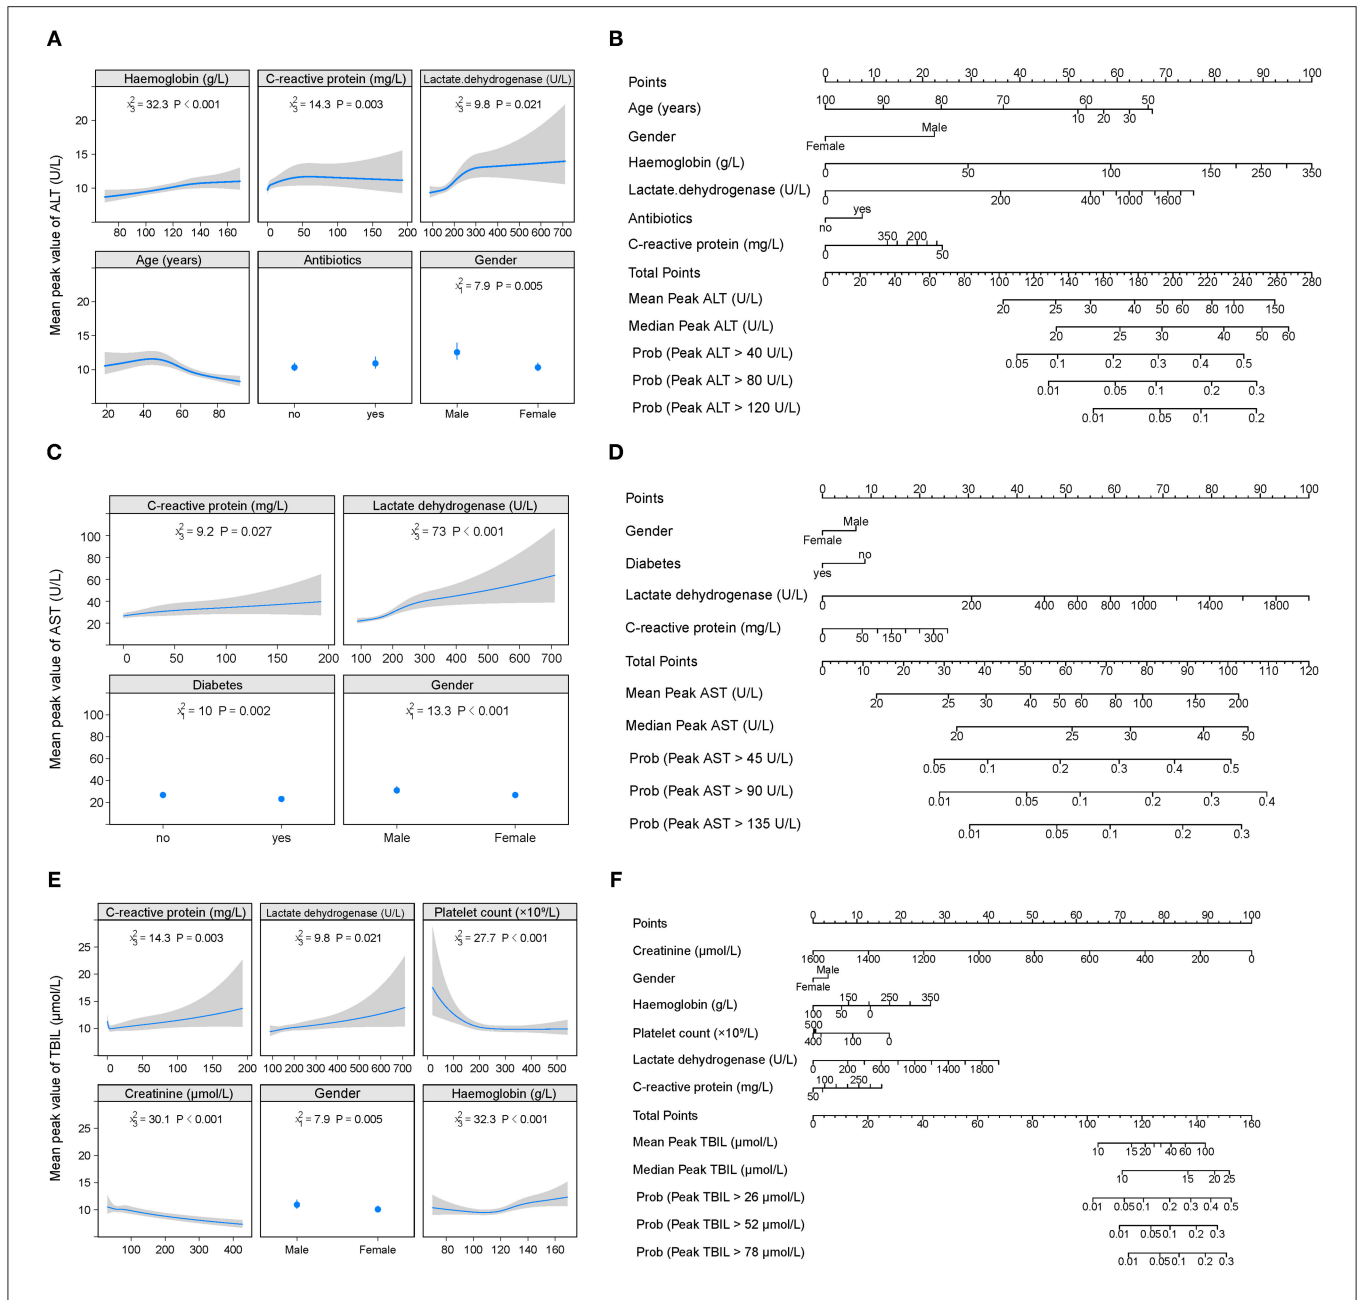 A
Haemoglobin (g/L) C-reactive protein (mg/L) Lactate.dehydrogenase (U/L)
χ²₃ = 32.3 P < 0.001 χ²₃ = 14.3 P = 0.003 χ²₃ = 9.8 P = 0.021
20
15
10
80 100 120 140 160 0 50 100 150 200 100 200 300 400 500 600 700
Mean peak value of ALT (U/L)
Age (years) Antibiotics Gender
χ²₁ = 7.9 P = 0.005
20
15
10
20 40 60 80 no yes Male Female
B
Points 0 10 20 30 40 50 60 70 80 90 100
Age (years) 100 90 80 70 60 50
10 20 30
Gender Male
Female
Haemoglobin (g/L) 0 50 100 150 250 350
Lactate.dehydrogenase (U/L) 0 200 400 1000 1600
Antibiotics yes
no
C-reactive protein (mg/L) 350 200
0 50
Total Points 0 20 40 60 80 100 120 140 160 180 200 220 240 260 280
Mean Peak ALT (U/L) 20 25 30 40 50 60 80 100 150
Median Peak ALT (U/L) 20 25 30 40 50 60
Prob (Peak ALT > 40 U/L) 0.05 0.1 0.2 0.3 0.4 0.5
Prob (Peak ALT > 80 U/L) 0.01 0.05 0.1 0.2 0.3
Prob (Peak ALT > 120 U/L) 0.01 0.05 0.1 0.2
C
C-reactive protein (mg/L) Lactate dehydrogenase (U/L)
χ²₃ = 9.2 P = 0.027 χ²₃ = 73 P < 0.001
100
80
60
40
20
0 50 100 150 200 100 200 300 400 500 600 700
Mean peak value of AST (U/L)
Diabetes Gender
χ²₁ = 10 P = 0.002 χ²₁ = 13.3 P < 0.001
100
80
60
40
20
no yes Male Female
D
Points 0 10 20 30 40 50 60 70 80 90 100
Gender Male
Female
Diabetes no
yes
Lactate dehydrogenase (U/L) 0 200 400 600 800 1000 1400 1800
C-reactive protein (mg/L) 0 50 150 300
Total Points 0 10 20 30 40 50 60 70 80 90 100 110 120
Mean Peak AST (U/L) 20 25 30 40 50 60 80 100 150 200
Median Peak AST (U/L) 20 25 30 40 50
Prob (Peak AST > 45 U/L) 0.05 0.1 0.2 0.3 0.4 0.5
Prob (Peak AST > 90 U/L) 0.01 0.05 0.1 0.2 0.3 0.4
Prob (Peak AST > 135 U/L) 0.01 0.05 0.1 0.2 0.3
E
C-reactive protein (mg/L) Lactate dehydrogenase (U/L) Platelet count (×10⁹/L)
χ²₃ = 14.3 P = 0.003 χ²₃ = 9.8 P = 0.021 χ²₃ = 27.7 P < 0.001
25
20
15
10
0 50 100 150 200 100 200 300 400 500 600 700 0 100 200 300 400 500
Mean peak value of TBIL (µmol/L)
Creatinine (µmol/L) Gender Haemoglobin (g/L)
χ²₃ = 30.1 P < 0.001 χ²₁ = 7.9 P = 0.005 χ²₃ = 32.3 P < 0.001
25
20
15
10
100 200 300 400 Male Female 80 100 120 140 160
F
Points 0 10 20 30 40 50 60 70 80 90 100
Creatinine (µmol/L) 1600 1400 1200 1000 800 600 400 200 0
Gender Male
Female
Haemoglobin (g/L) 150 250 350
100 50 0
Platelet count (×10⁹/L) 500
400 100 0
Lactate dehydrogenase (U/L) 0 200 600 1000 1400 1800
C-reactive protein (mg/L) 100 250
50
Total Points 0 20 40 60 80 100 120 140 160
Mean Peak TBIL (µmol/L) 10 15 20 40 60 100
Median Peak TBIL (µmol/L) 10 15 20 25
Prob (Peak TBIL > 26 µmol/L) 0.01 0.05 0.1 0.2 0.3 0.4 0.5
Prob (Peak TBIL > 52 µmol/L) 0.01 0.05 0.1 0.2 0.3
Prob (Peak TBIL > 78 µmol/L) 0.01 0.05 0.1 0.2 0.3